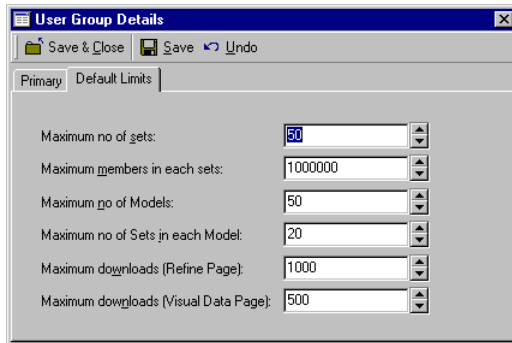 User Group Details
Save & Close Save Undo
Primary Default Limits
Maximum no of sets: 50
Maximum members in each sets: 1000000
Maximum no of Models: 50
Maximum no of Sets in each Model: 20
Maximum downloads (Refine Page): 1000
Maximum downloads (Visual Data Page): 500